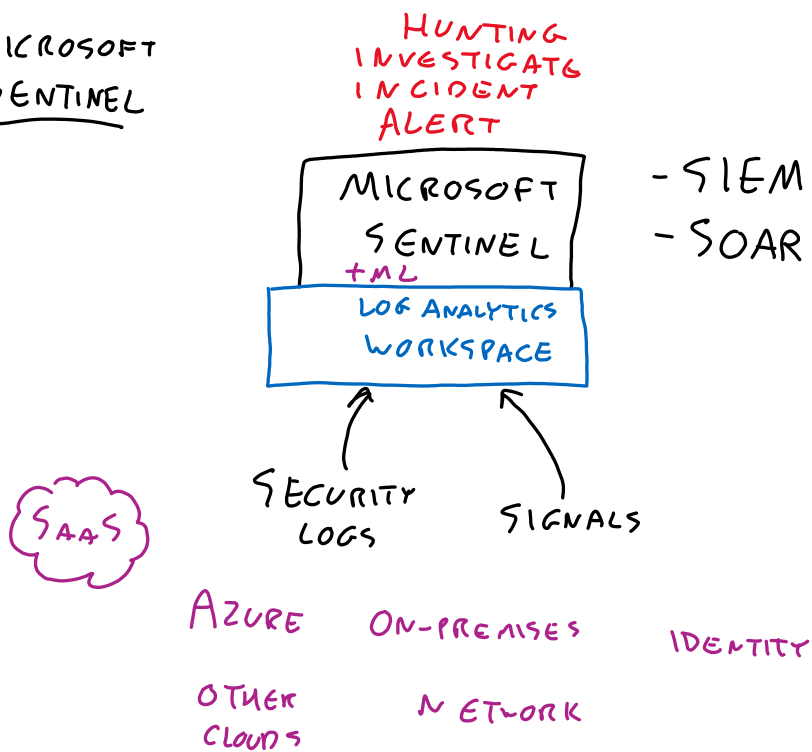 ICROSOFT
ENTINEL
HUNTING
INVESTIGATE
INCIDENT
ALERT
MICROSOFT
SENTINEL
+ML
LOG ANALYTICS
WORKSPACE
- SIEM
- SOAR
SECURITY
LOGS
SIGNALS
SAAS
AZURE
ON-PREMISES
IDENTITY
OTHER
CLOUDS
NETWORK